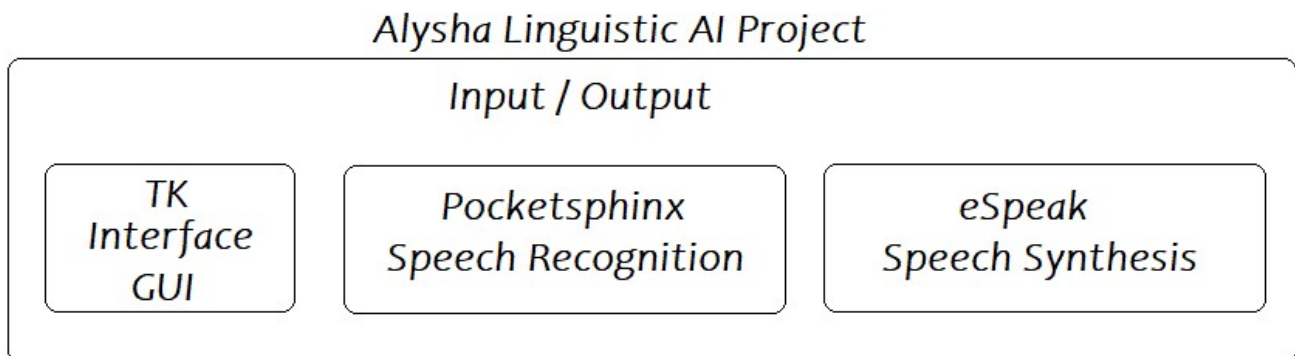 Alysha Linguistic AI Project
Input / Output
TK
Interface
GUI
Pocketsphinx
Speech Recognition
eSpeak
Speech Synthesis